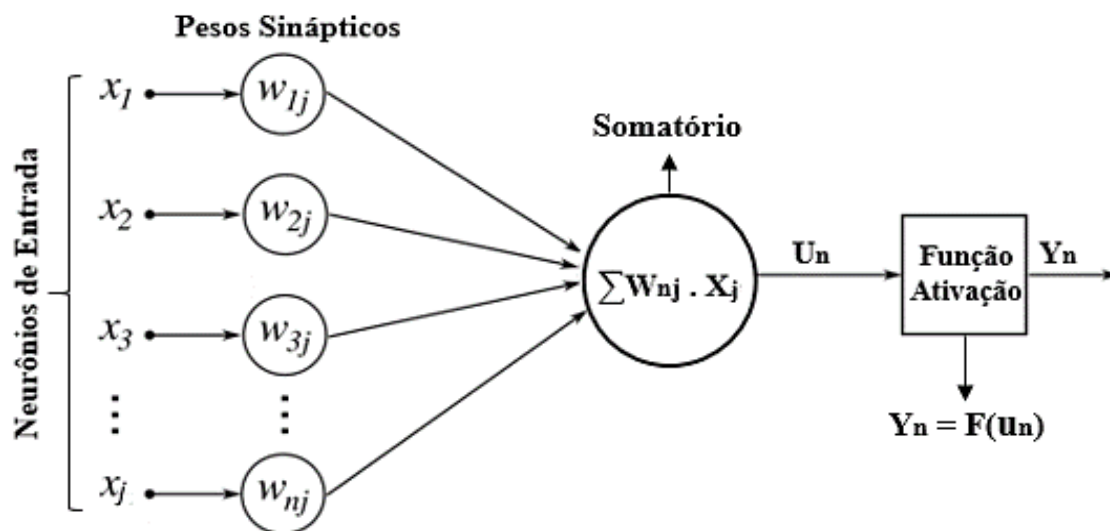 Pesos Sinápticos
Neurônios de Entrada
x1
w1j
x2
w2j
x3
w3j
xj
wnj
Somatório
∑Wnj . Xj
Un
Função
Ativação
Yn
Yn = F(un)